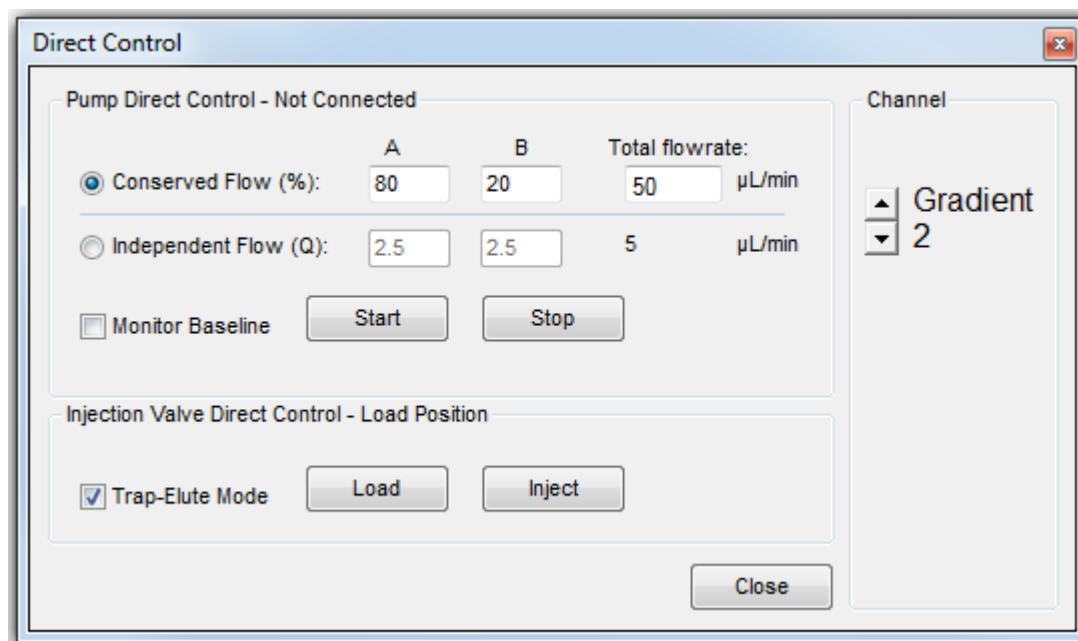 Direct Control
Pump Direct Control - Not Connected
A B Total flowrate:
Conserved Flow (%): 80 20 50 µL/min
Independent Flow (Q): 2.5 2.5 5 µL/min
Monitor Baseline Start Stop
Injection Valve Direct Control - Load Position
Trap-Elute Mode Load Inject
Close
Channel
Gradient
2